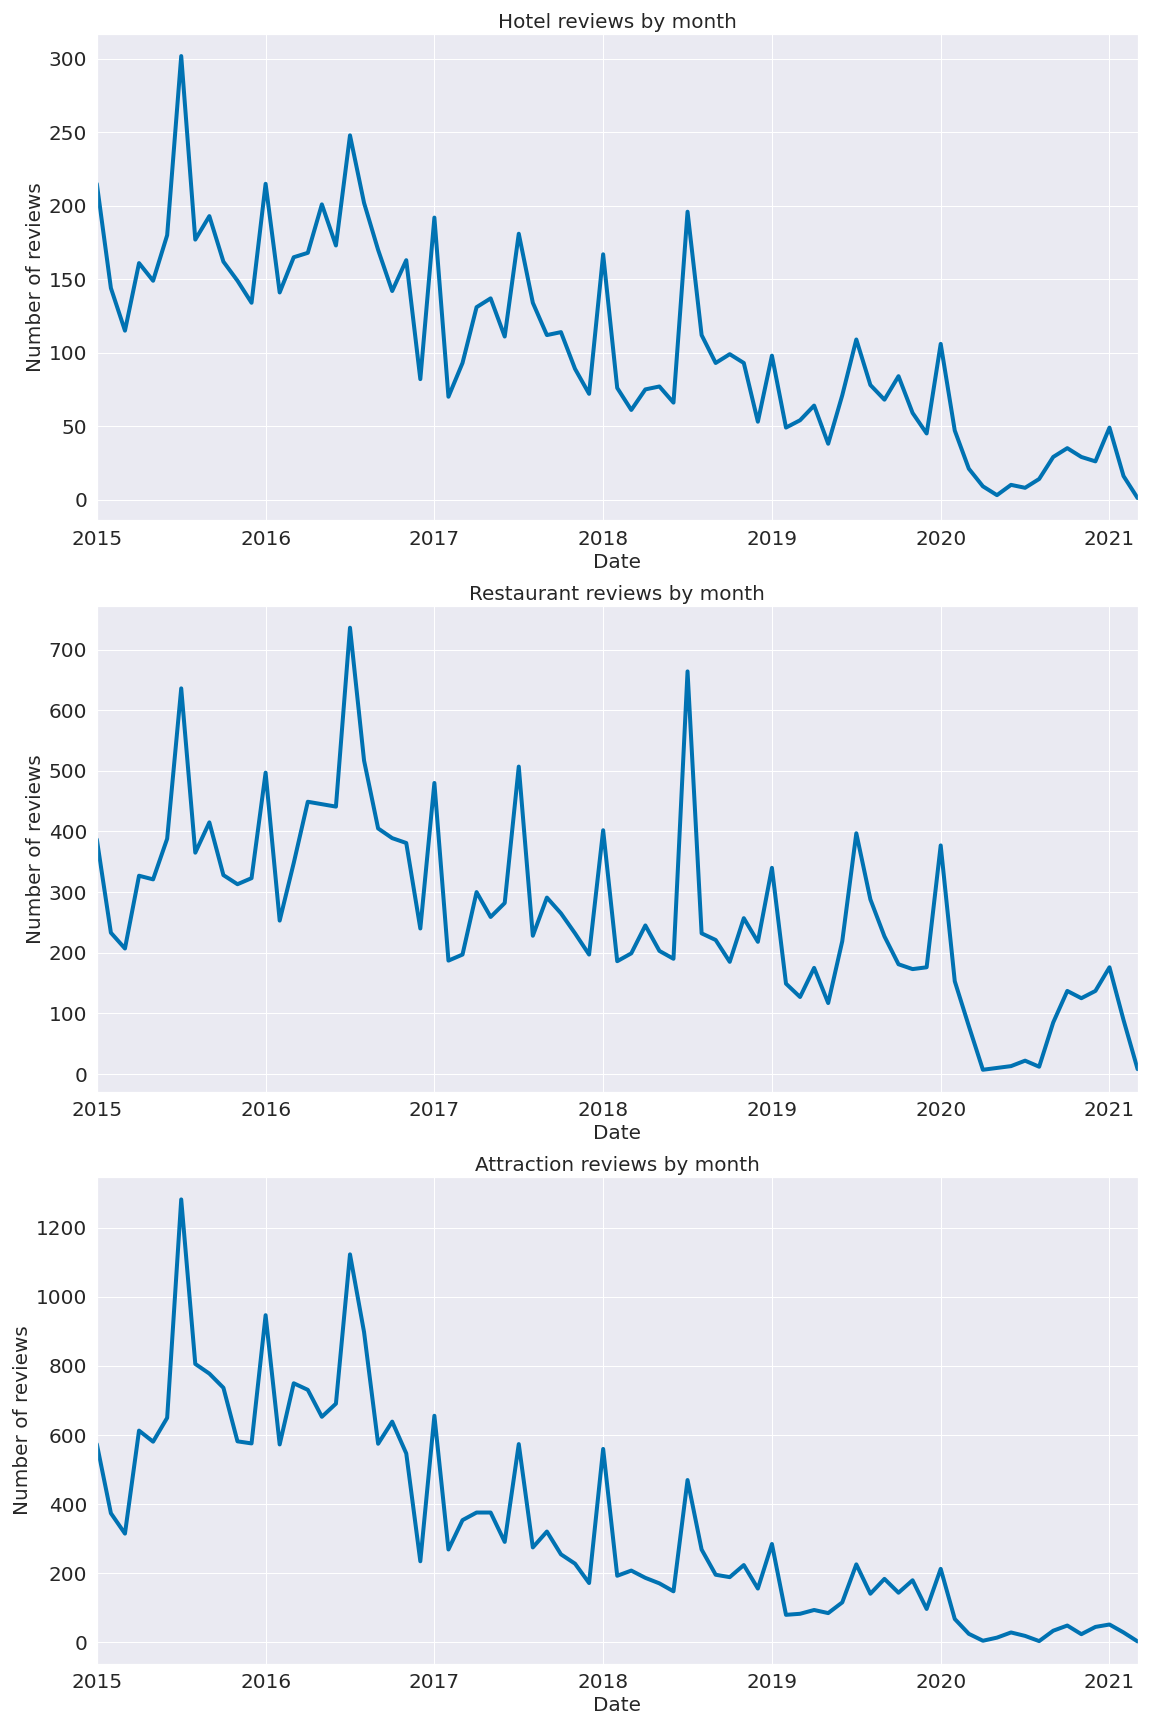 Hotel reviews by month
300
250
200
150
100
50
0
Number of reviews
2015 2016 2017 2018 2019 2020 2021
Date
Restaurant reviews by month
700
600
500
400
300
200
100
0
Number of reviews
2015 2016 2017 2018 2019 2020 2021
Date
Attraction reviews by month
1200
1000
800
600
400
200
0
Number of reviews
2015 2016 2017 2018 2019 2020 2021
Date